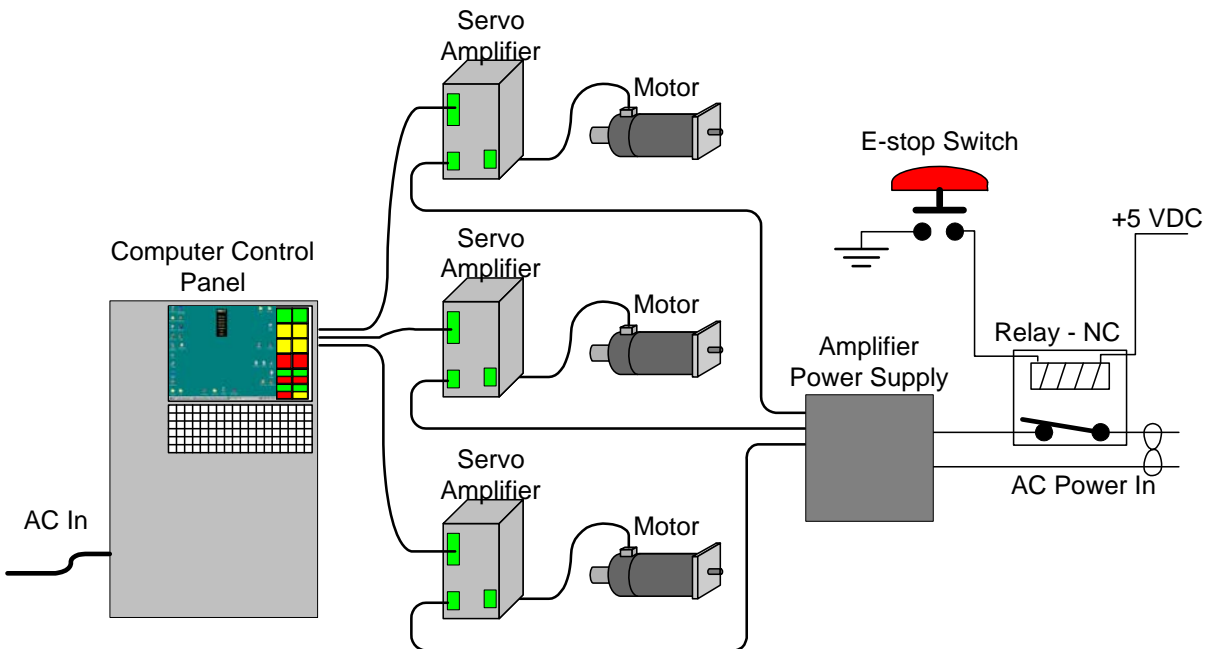 Servo
Amplifier
Motor
E-stop Switch
+5 VDC
Computer Control
Panel
Servo
Amplifier
Motor
Relay - NC
Amplifier
Power Supply
Servo
Amplifier
AC Power In
AC In
Motor